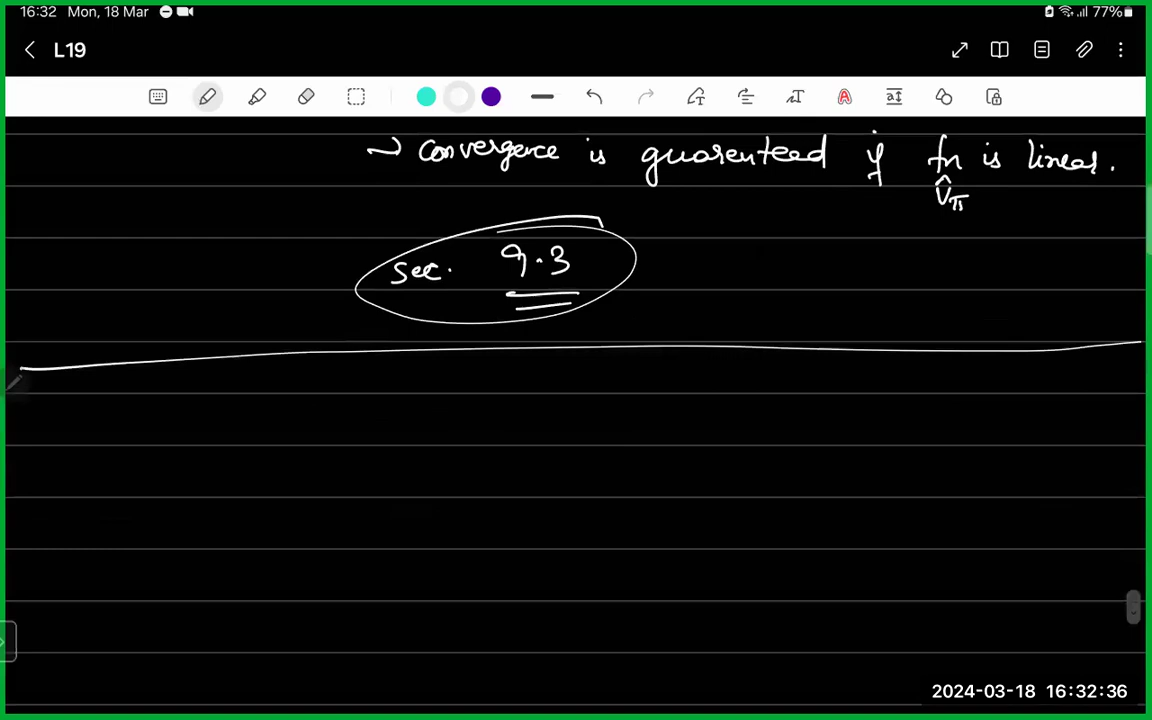 16:32 Mon, 18 Mar 77%
L19
→ convergence is guarenteed if fn is linear.
V̂π
Sec. 9.3
2024-03-18 16:32:36